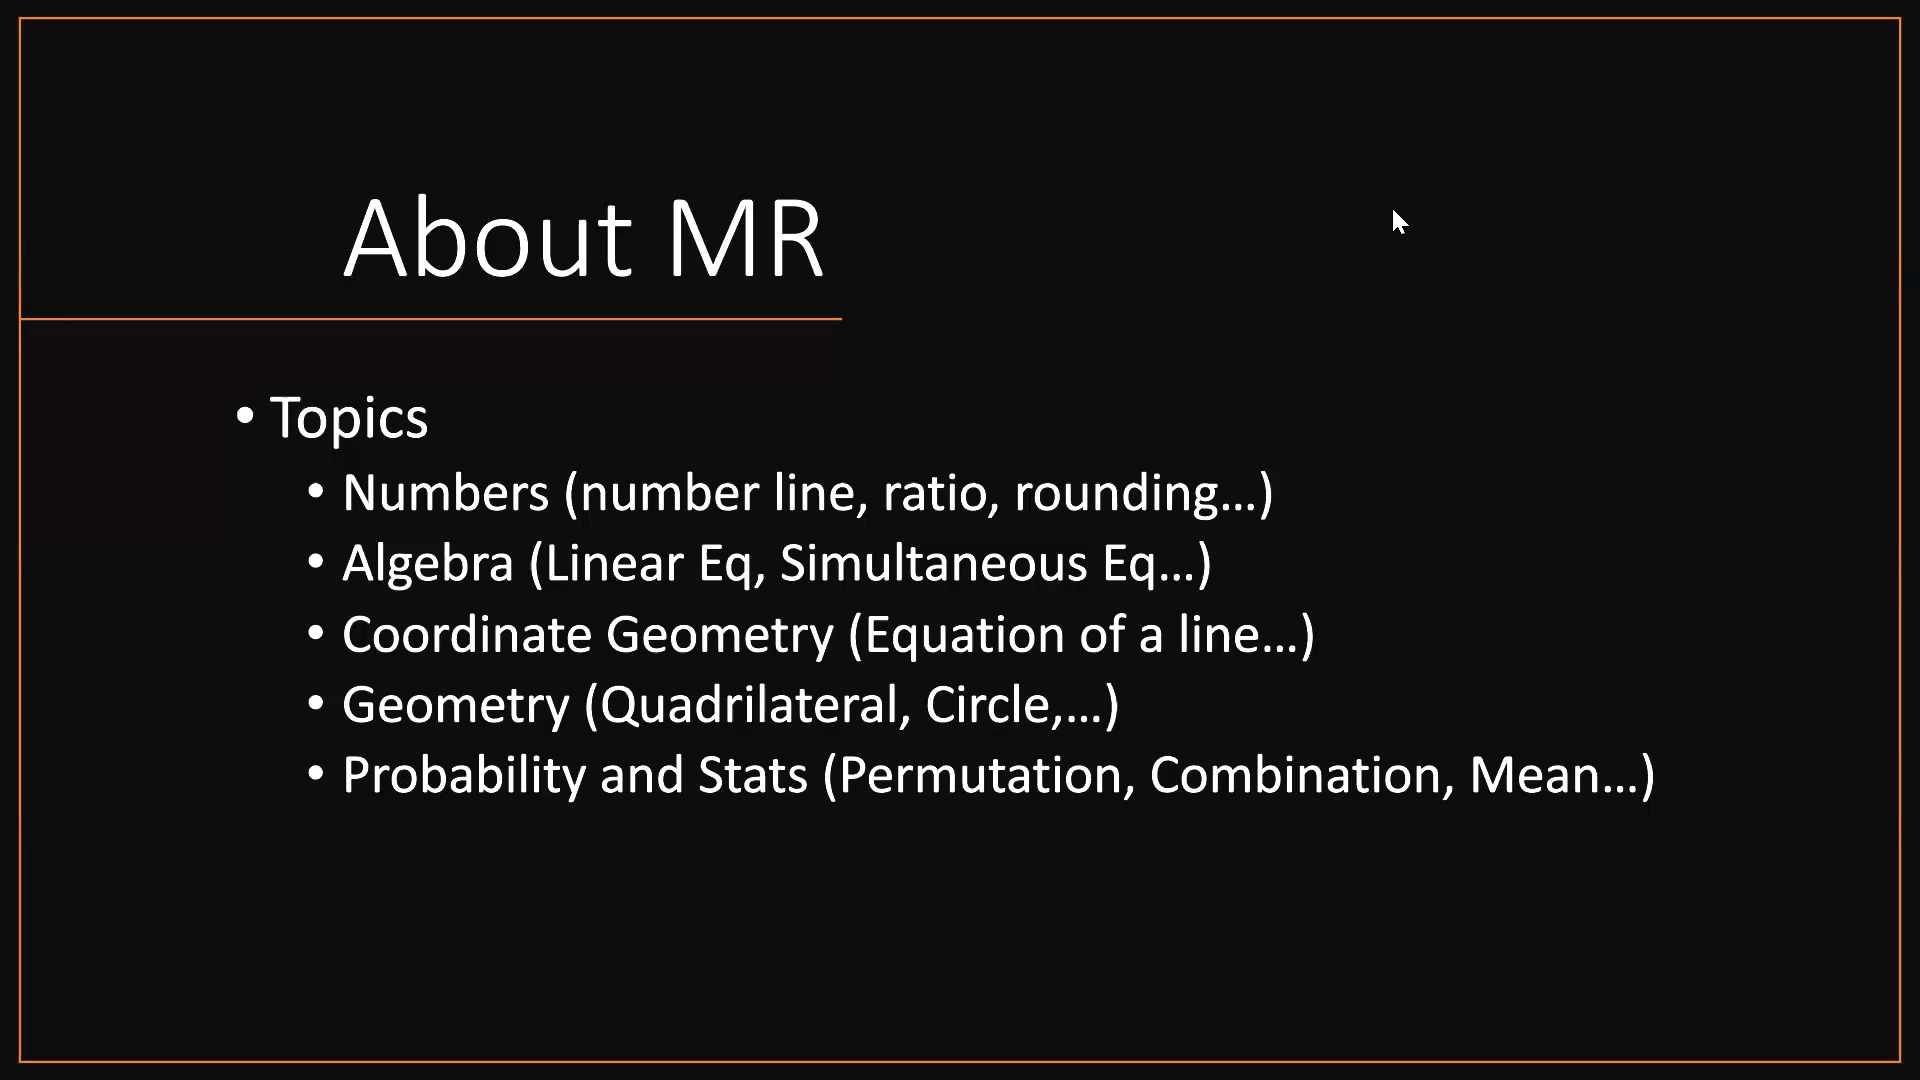 About MR
• Topics
• Numbers (number line, ratio, rounding…)
• Algebra (Linear Eq, Simultaneous Eq…)
• Coordinate Geometry (Equation of a line…)
• Geometry (Quadrilateral, Circle,…)
• Probability and Stats (Permutation, Combination, Mean…)